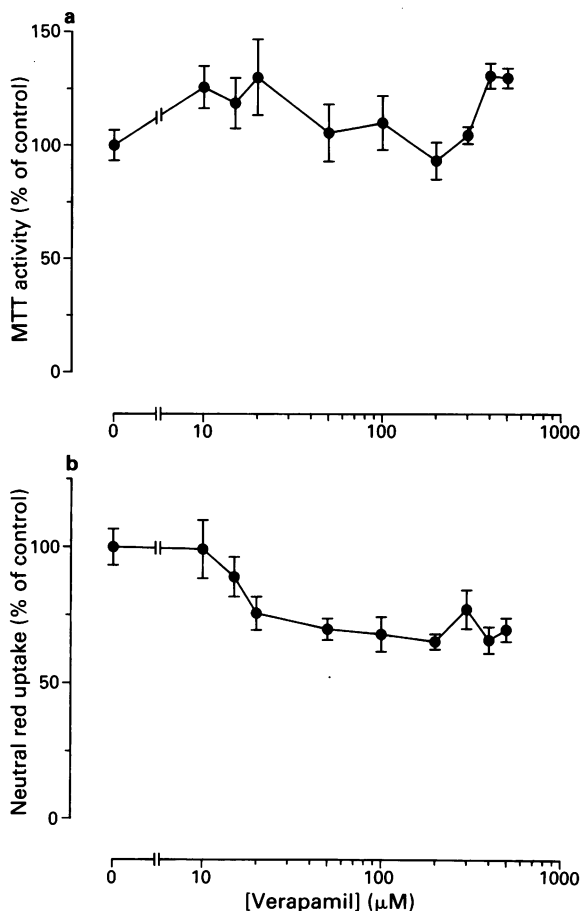 a
150
100
50
0
MTT activity (% of control)
0 10 100 1000
b
100
50
0
Neutral red uptake (% of control)
0 10 100 1000
[Verapamil] (µM)